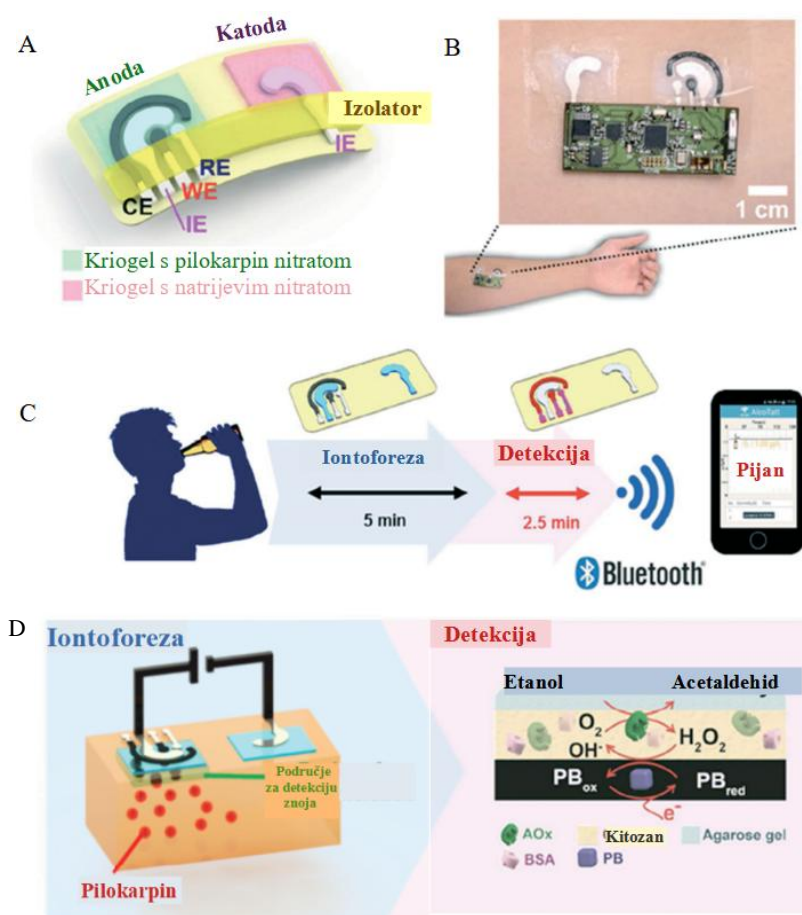 A
Katoda
Anoda
Izolator
IE
RE
WE
CE
IE
Kriogel s pilokarpin nitratom
Kriogel s natrijevim nitratom
B
1 cm
C
Iontoforeza
Detekcija
5 min
2.5 min
Bluetooth
Pijan
D
Iontoforeza
Detekcija
Područje
za detekciju
znoja
Pilokarpin
Etanol Acetaldehid
O2
H2O2
OH-
PBox
PBred
e-
AOx Kitozan Agarose gel
BSA PB